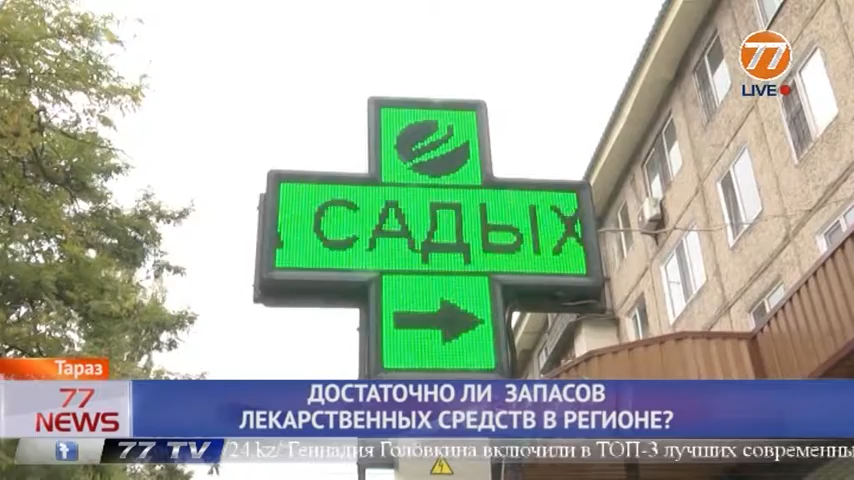 77
LIVE
САДЫХ
Тараз
77
NEWS
ДОСТАТОЧНО ЛИ ЗАПАСОВ
ЛЕКАРСТВЕННЫХ СРЕДСТВ В РЕГИОНЕ?
f
77 TV
/24.kz/ Геннадия Головкина включили в ТОП-3 лучших современны